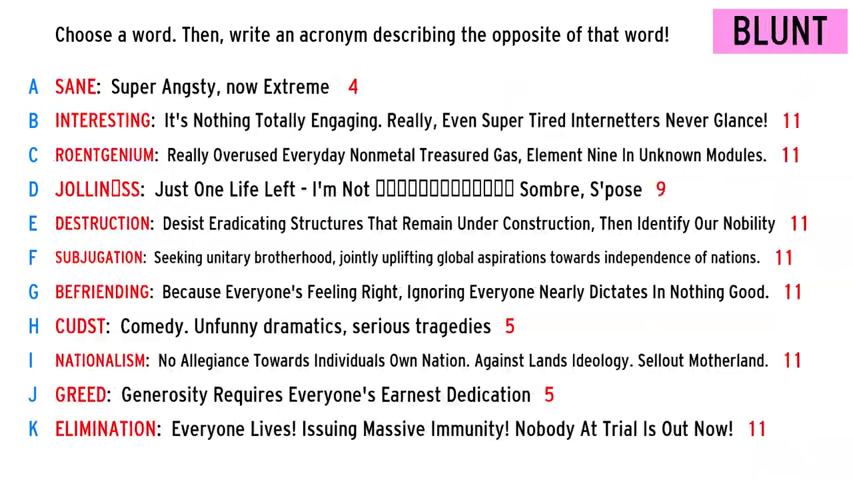 Choose a word. Then, write an acronym describing the opposite of that word!
BLUNT
A SANE: Super Angsty, now Extreme 4
B INTERESTING: It's Nothing Totally Engaging. Really, Even Super Tired Internetters Never Glance! 11
C ROENTGENIUM: Really Overused Everyday Nonmetal Treasured Gas, Element Nine In Unknown Modules. 11
D JOLLIN▯SS: Just One Life Left - I'm Not ▯▯▯▯▯▯▯▯▯▯▯▯▯▯▯ Sombre, S'pose 9
E DESTRUCTION: Desist Eradicating Structures That Remain Under Construction, Then Identify Our Nobility 11
F SUBJUGATION: Seeking unitary brotherhood, jointly uplifting global aspirations towards independence of nations. 11
G BEFRIENDING: Because Everyone's Feeling Right, Ignoring Everyone Nearly Dictates In Nothing Good. 11
H CUDST: Comedy. Unfunny dramatics, serious tragedies 5
I NATIONALISM: No Allegiance Towards Individuals Own Nation. Against Lands Ideology. Sellout Motherland. 11
J GREED: Generosity Requires Everyone's Earnest Dedication 5
K ELIMINATION: Everyone Lives! Issuing Massive Immunity! Nobody At Trial Is Out Now! 11